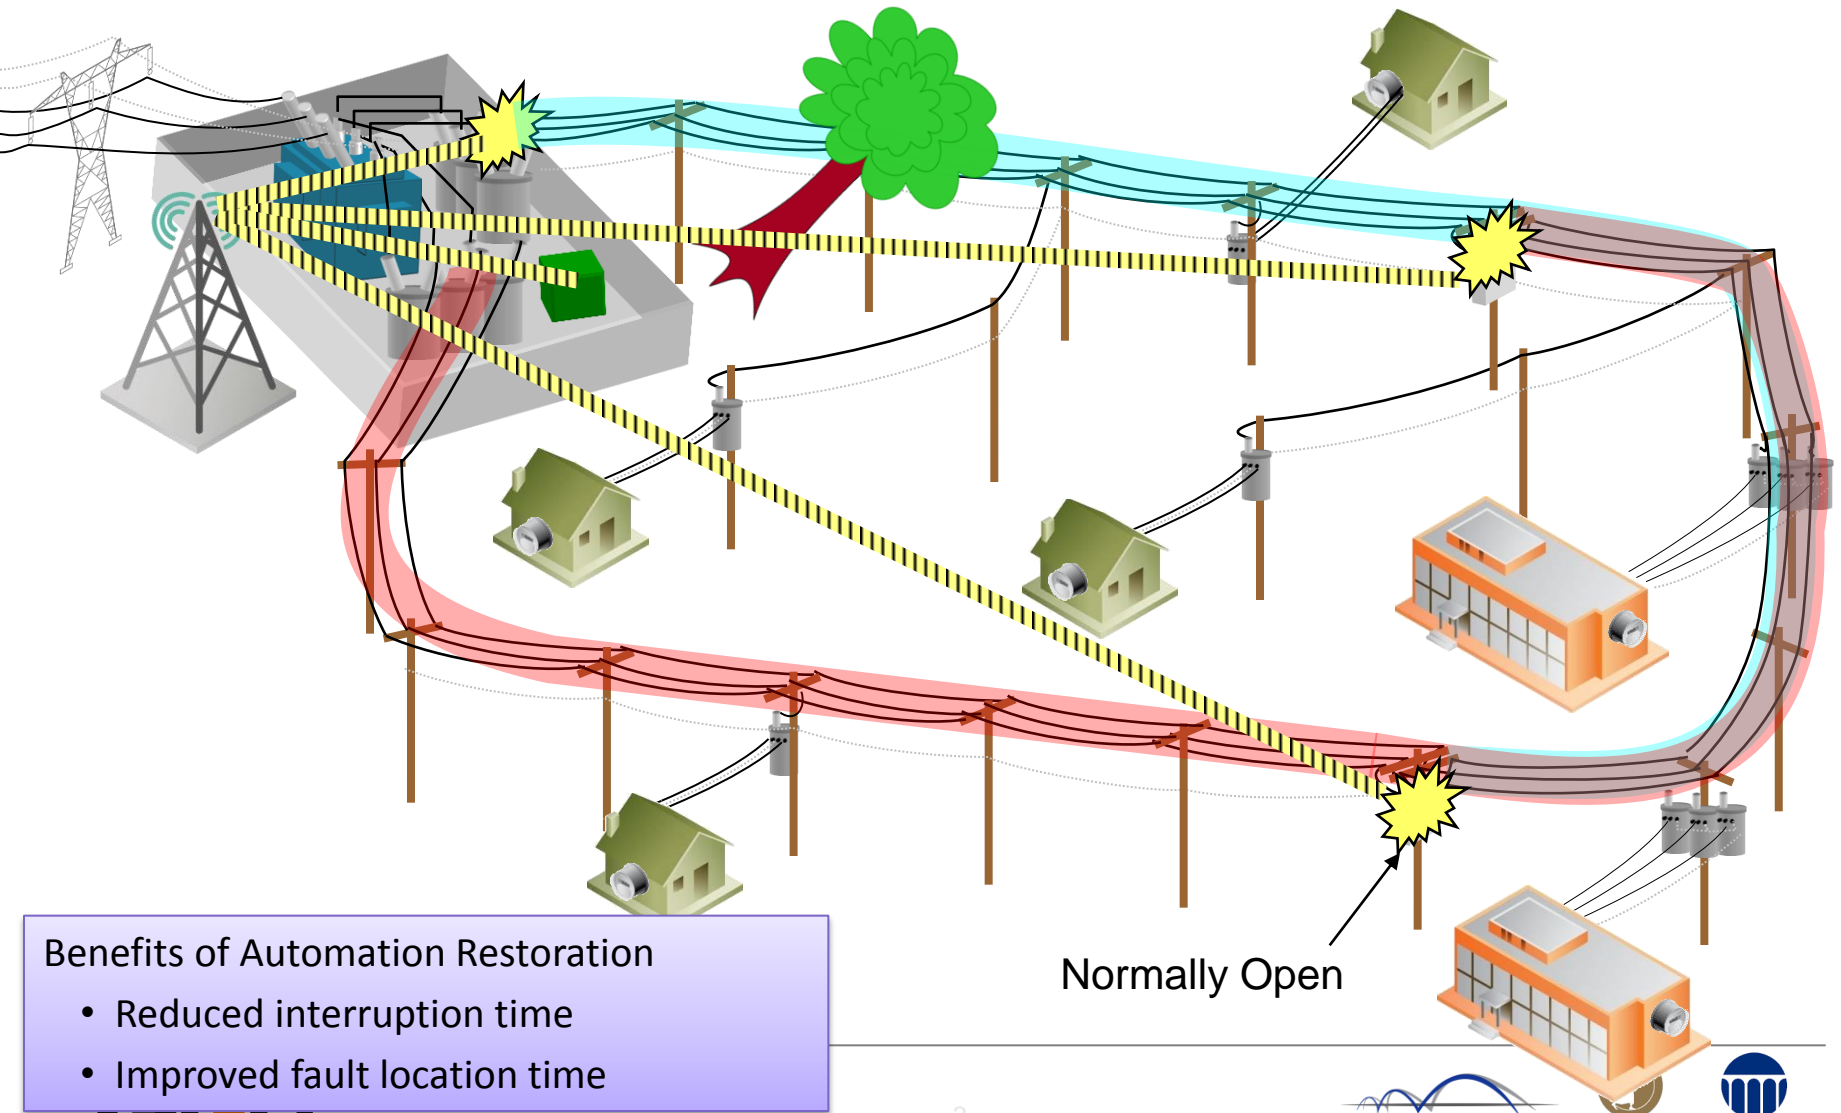 Normally Open
Benefits of Automation Restoration
• Reduced interruption time
• Improved fault location time